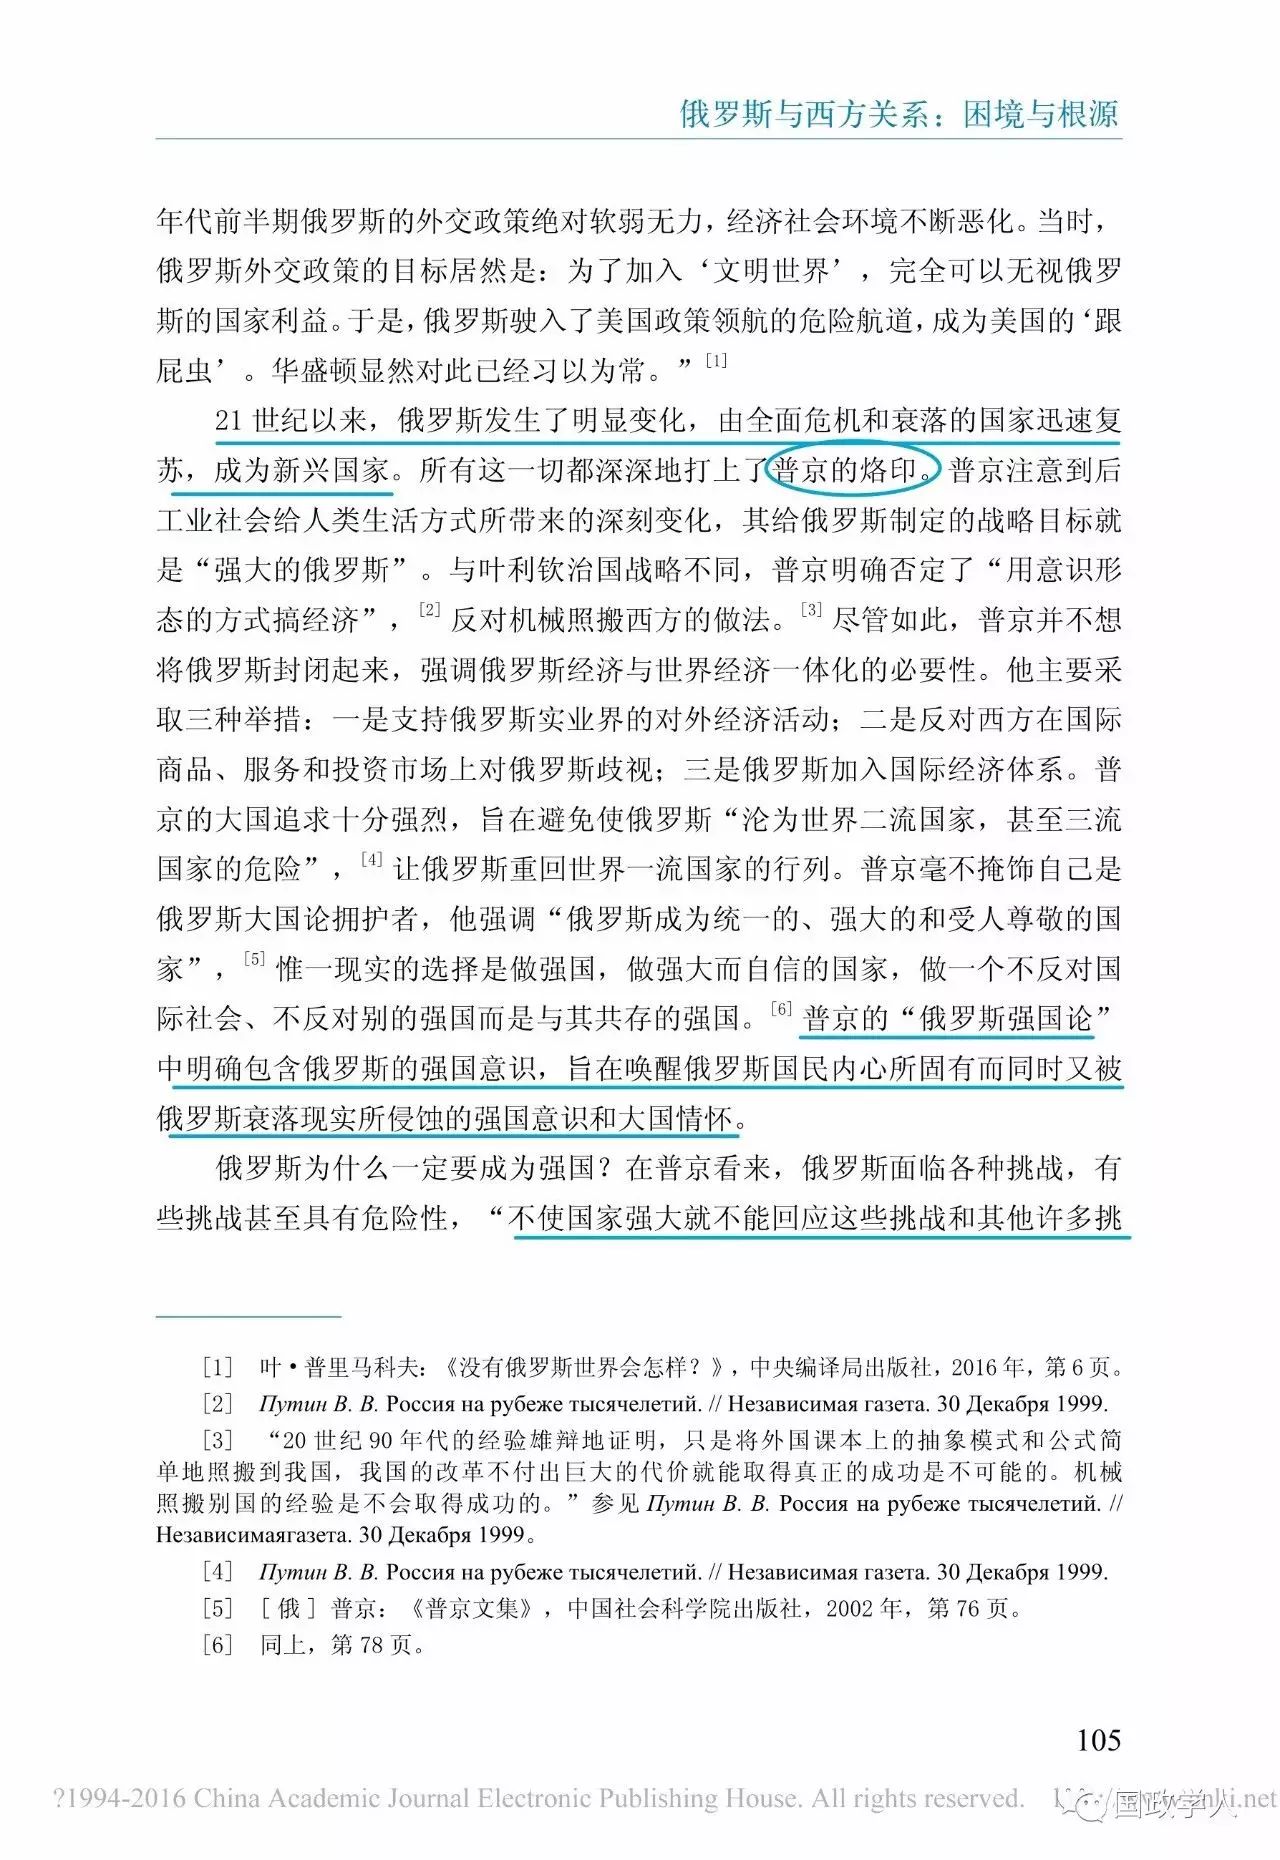 俄罗斯与西方关系：困境与根源
年代前半期俄罗斯的外交政策绝对软弱无力，经济社会环境不断恶化。当时，
俄罗斯外交政策的目标居然是：为了加入‘文明世界’，完全可以无视俄罗
斯的国家利益。于是，俄罗斯驶入了美国政策领航的危险航道，成为美国的‘跟
屁虫’。华盛顿显然对此已经习以为常。”[1]
21 世纪以来，俄罗斯发生了明显变化，由全面危机和衰落的国家迅速复
苏，成为新兴国家。所有这一切都深深地打上了普京的烙印。普京注意到后
工业社会给人类生活方式所带来的深刻变化，其给俄罗斯制定的战略目标就
是“强大的俄罗斯”。与叶利钦治国战略不同，普京明确否定了“用意识形
态的方式搞经济”，[2] 反对机械照搬西方的做法。[3] 尽管如此，普京并不想
将俄罗斯封闭起来，强调俄罗斯经济与世界经济一体化的必要性。他主要采
取三种举措：一是支持俄罗斯实业界的对外经济活动；二是反对西方在国际
商品、服务和投资市场上对俄罗斯歧视；三是俄罗斯加入国际经济体系。普
京的大国追求十分强烈，旨在避免使俄罗斯“沦为世界二流国家，甚至三流
国家的危险”，[4] 让俄罗斯重回世界一流国家的行列。普京毫不掩饰自己是
俄罗斯大国论拥护者，他强调“俄罗斯成为统一的、强大的和受人尊敬的国
家”，[5] 惟一现实的选择是做强国，做强大而自信的国家，做一个不反对国
际社会、不反对别的强国而是与其共存的强国。[6] 普京的“俄罗斯强国论”
中明确包含俄罗斯的强国意识，旨在唤醒俄罗斯国民内心所固有而同时又被
俄罗斯衰落现实所侵蚀的强国意识和大国情怀。
俄罗斯为什么一定要成为强国？在普京看来，俄罗斯面临各种挑战，有
些挑战甚至具有危险性，“不使国家强大就不能回应这些挑战和其他许多挑
[1] 叶·普里马科夫：《没有俄罗斯世界会怎样？》，中央编译局出版社，2016 年，第 6 页。
[2] Путин В. В. Россия на рубеже тысячелетий. // Независимая газета. 30 Декабря 1999.
[3] “20 世纪 90 年代的经验雄辩地证明，只是将外国课本上的抽象模式和公式简
单地照搬到我国，我国的改革不付出巨大的代价就能取得真正的成功是不可能的。机械
照搬别国的经验是不会取得成功的。”参见 Путин В. В. Россия на рубеже тысячелетий. //
Независимаягазета. 30 Декабря 1999。
[4] Путин В. В. Россия на рубеже тысячелетий. // Независимая газета. 30 Декабря 1999.
[5] [ 俄 ] 普京：《普京文集》，中国社会科学院出版社，2002 年，第 76 页。
[6] 同上，第 78 页。
105
?1994-2016 China Academic Journal Electronic Publishing House. All rights reserved.
国政学人